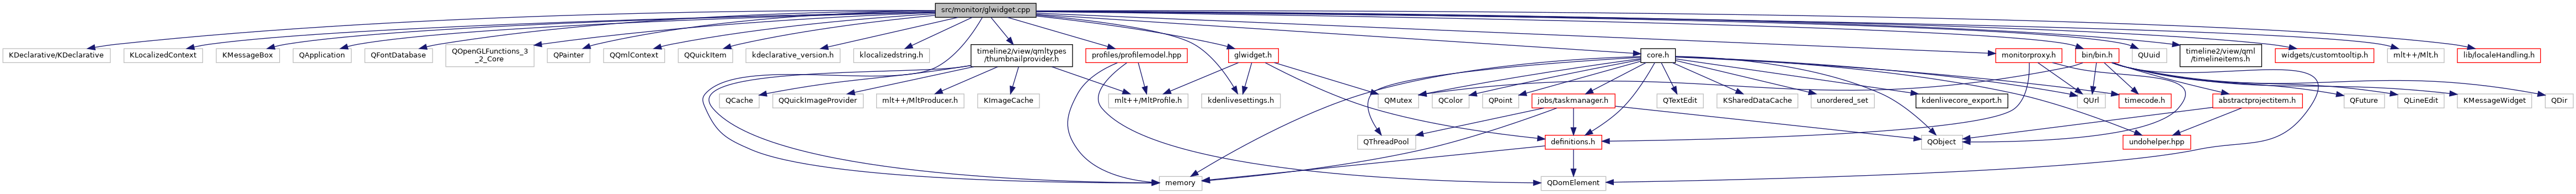 src/monitor/glwidget.cpp
KDeclarative/KDeclarative
KLocalizedContext
KMessageBox
QApplication
QFontDatabase
QOpenGLFunctions_3
_2_Core
QPainter
QQmlContext
QQuickItem
kdeclarative_version.h
klocalizedstring.h
timeline2/view/qmltypes
/thumbnailprovider.h
profiles/profilemodel.hpp
glwidget.h
core.h
monitorproxy.h
bin/bin.h
QUuid
timeline2/view/qml
/timelineitems.h
widgets/customtooltip.h
mlt++/Mlt.h
lib/localeHandling.h
QCache
QQuickImageProvider
mlt++/MltProducer.h
KImageCache
mlt++/MltProfile.h
kdenlivesettings.h
QMutex
QColor
QPoint
jobs/taskmanager.h
QTextEdit
KSharedDataCache
unordered_set
kdenlivecore_export.h
QUrl
timecode.h
abstractprojectitem.h
QFuture
QLineEdit
KMessageWidget
QDir
QThreadPool
definitions.h
QObject
undohelper.hpp
memory
QDomElement